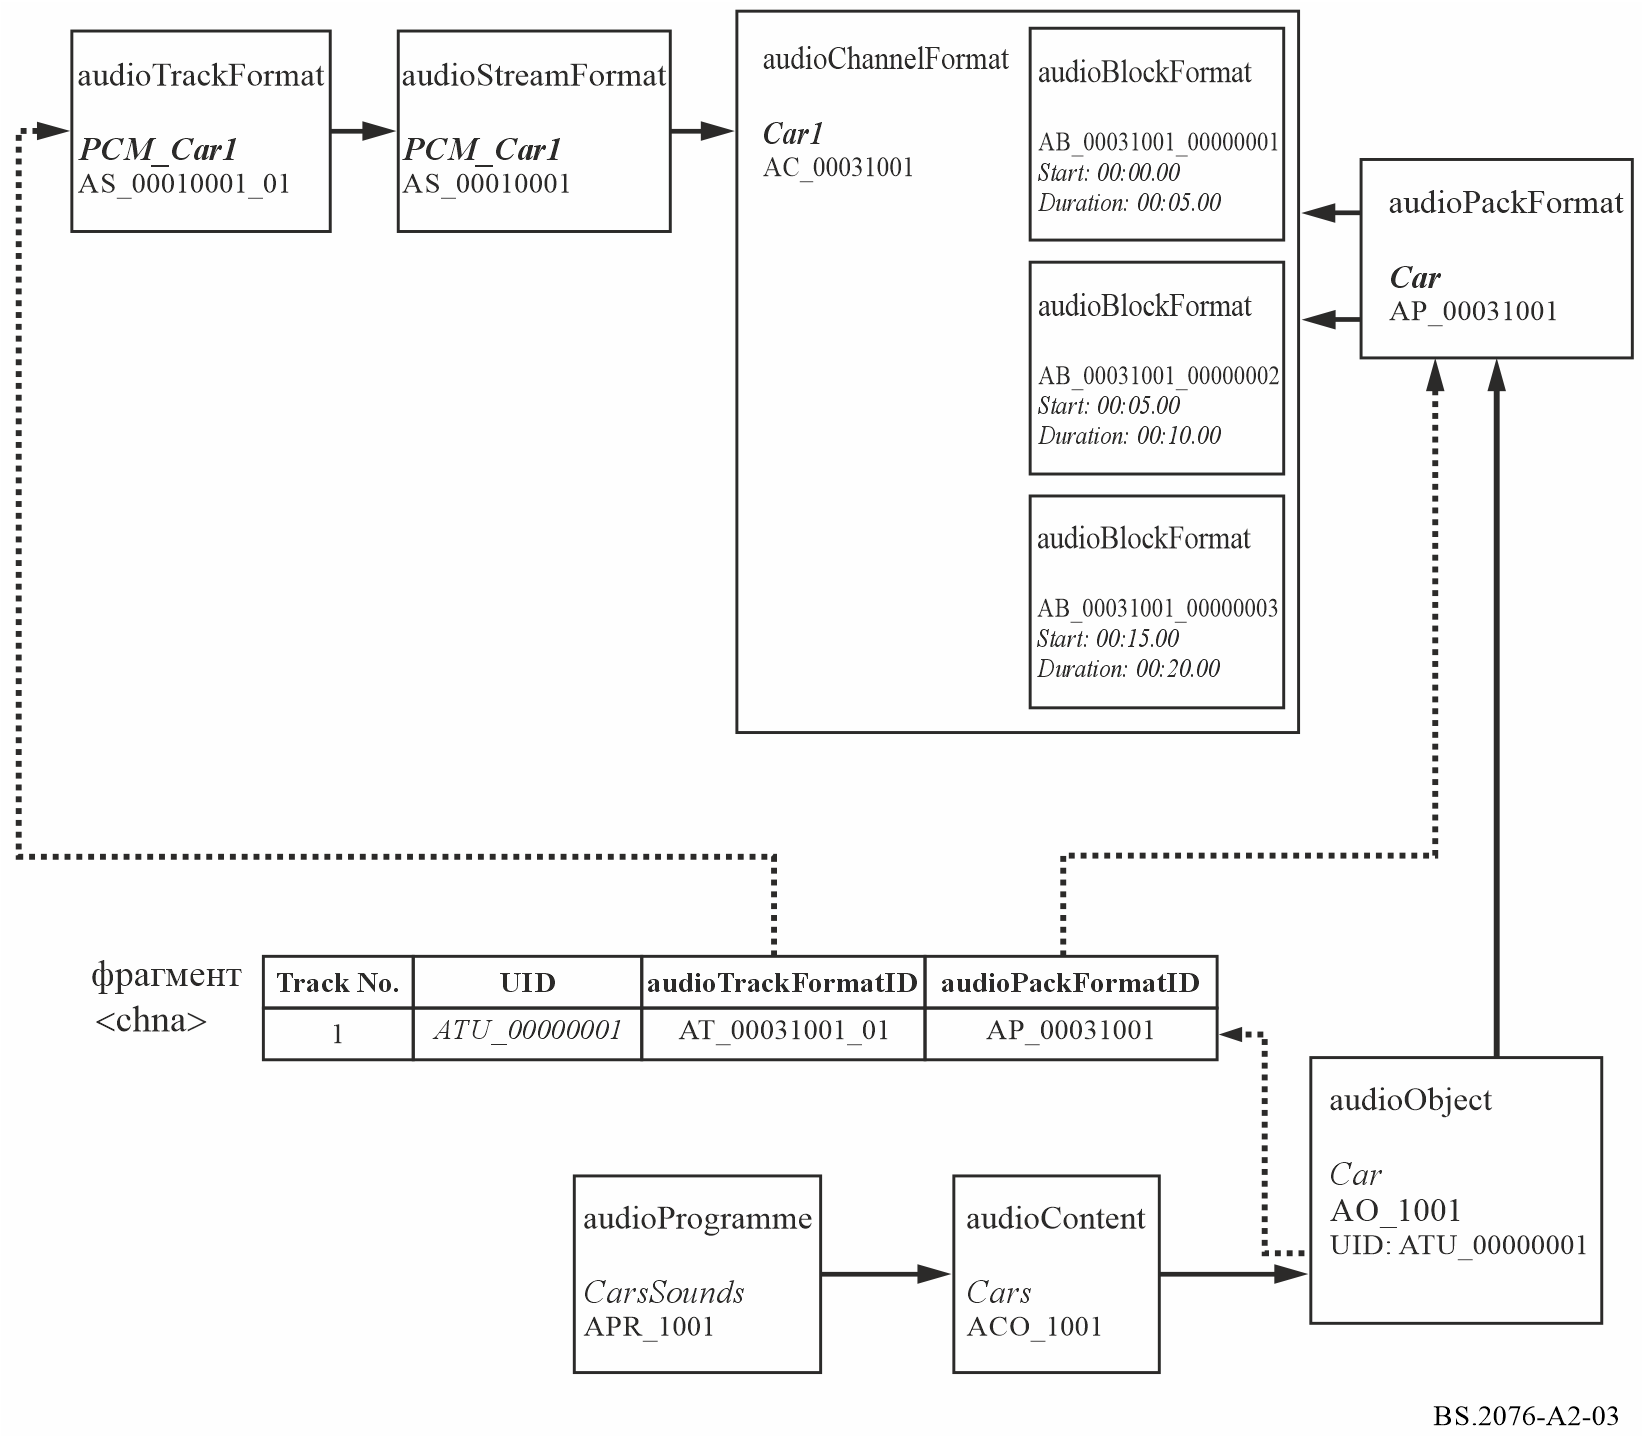 audioTrackFormat
PCM_Car1
AS_00010001_01
audioStreamFormat
PCM_Car1
AS_00010001
audioChannelFormat
Car1
AC_00031001
audioBlockFormat
AB_00031001_00000001
Start: 00:00.00
Duration: 00:05.00
audioBlockFormat
AB_00031001_00000002
Start: 00:05.00
Duration: 00:10.00
audioBlockFormat
AB_00031001_00000003
Start: 00:15.00
Duration: 00:20.00
audioPackFormat
Car
AP_00031001
фрагмент
<chna>
Track No. UID audioTrackFormatID audioPackFormatID
1 ATU_00000001 AT_00031001_01 AP_00031001
audioProgramme
CarsSounds
APR_1001
audioContent
Cars
ACO_1001
audioObject
Car
AO_1001
UID: ATU_00000001
BS.2076-A2-03